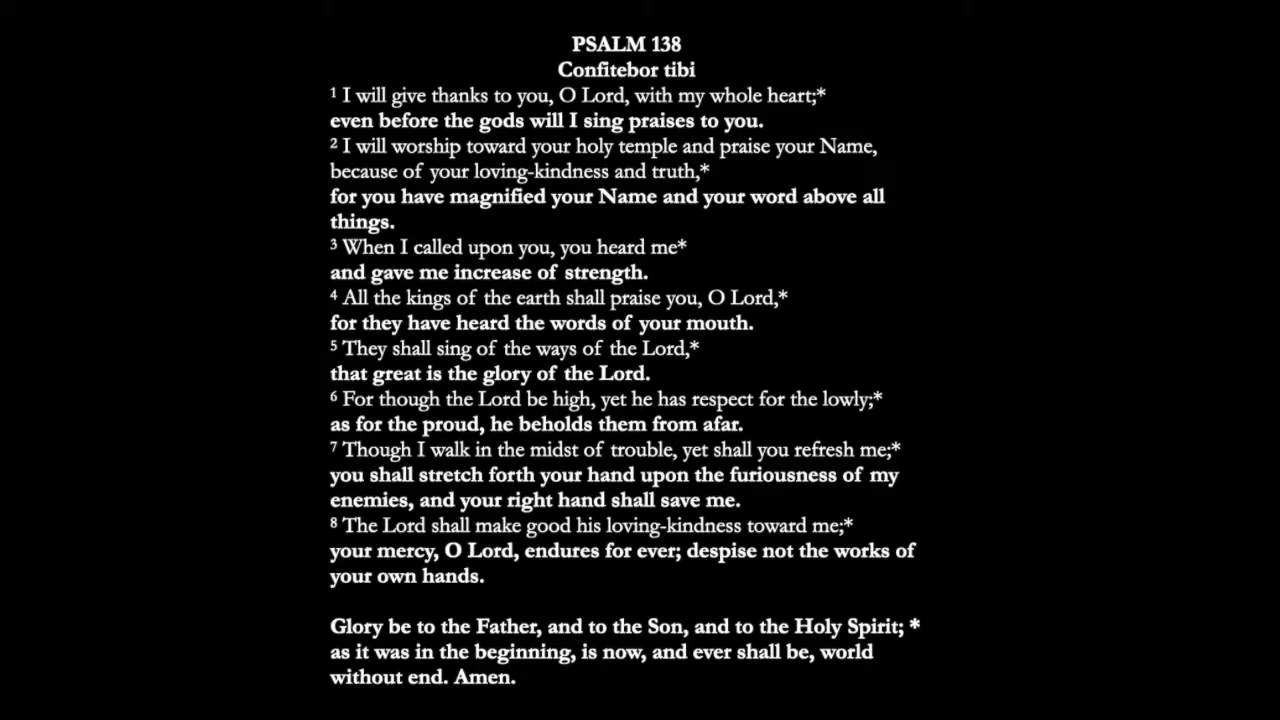 PSALM 138
Confitebor tibi
¹ I will give thanks to you, O Lord, with my whole heart;*
even before the gods will I sing praises to you.
² I will worship toward your holy temple and praise your Name,
because of your loving-kindness and truth,*
for you have magnified your Name and your word above all
things.
³ When I called upon you, you heard me*
and gave me increase of strength.
⁴ All the kings of the earth shall praise you, O Lord,*
for they have heard the words of your mouth.
⁵ They shall sing of the ways of the Lord,*
that great is the glory of the Lord.
⁶ For though the Lord be high, yet he has respect for the lowly;*
as for the proud, he beholds them from afar.
⁷ Though I walk in the midst of trouble, yet shall you refresh me;*
you shall stretch forth your hand upon the furiousness of my
enemies, and your right hand shall save me.
⁸ The Lord shall make good his loving-kindness toward me;*
your mercy, O Lord, endures for ever; despise not the works of
your own hands.
Glory be to the Father, and to the Son, and to the Holy Spirit; *
as it was in the beginning, is now, and ever shall be, world
without end. Amen.